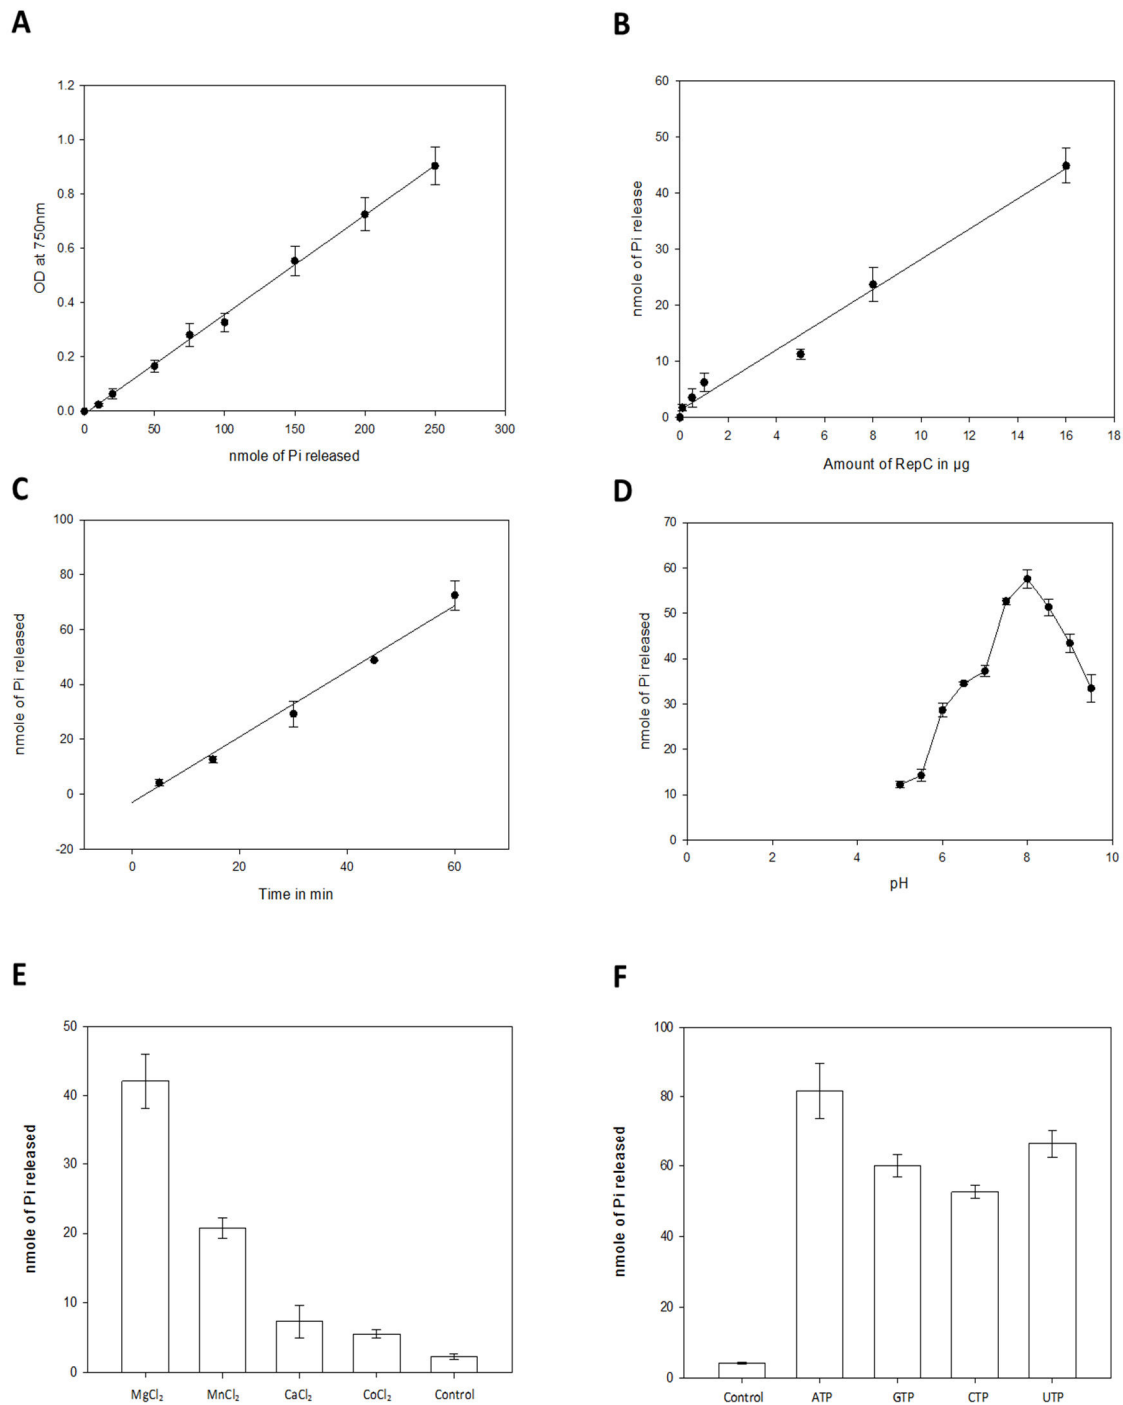 A
1.2
1.0
0.8
0.6
0.4
0.2
0.0
OD at 750nm
0 50 100 150 200 250 300
nmole of Pi released
B
60
50
40
30
20
10
0
nmole of Pi release
0 2 4 6 8 10 12 14 16 18
Amount of RepC in µg
C
100
80
60
40
20
0
-20
nmole of Pi released
0 20 40 60
Time in min
D
70
60
50
40
30
20
10
0
nmole of Pi released
0 2 4 6 8 10
pH
E
50
40
30
20
10
0
nmole of Pi released
MgCl₂ MnCl₂ CaCl₂ CoCl₂ Control
F
100
80
60
40
20
0
nmole of Pi released
Control ATP GTP CTP UTP